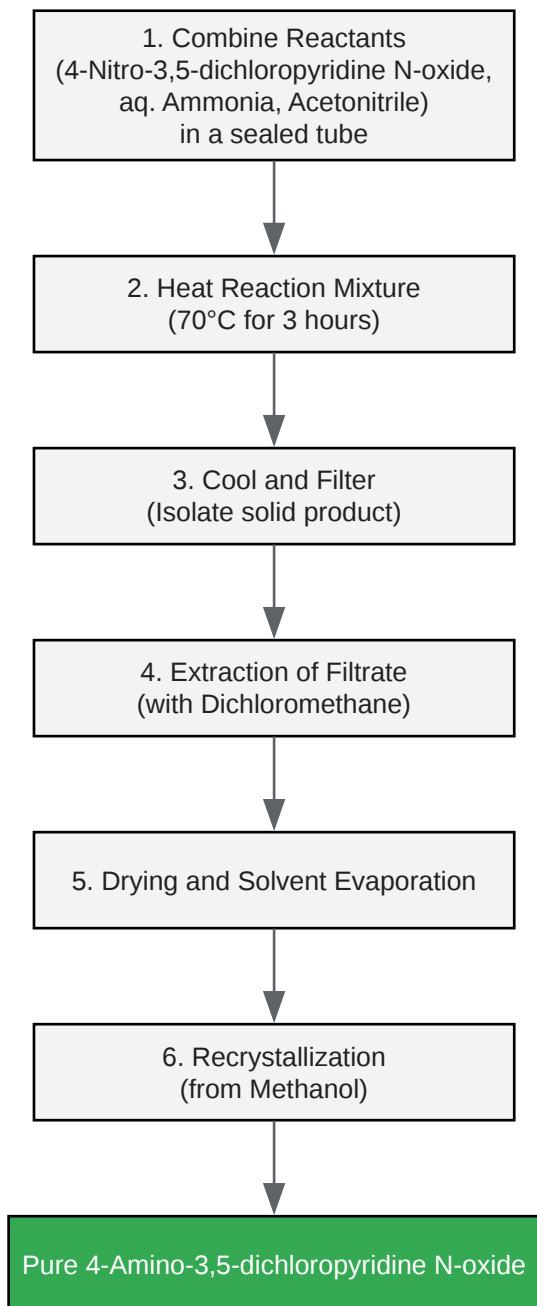 1. Combine Reactants
(4-Nitro-3,5-dichloropyridine N-oxide,
aq. Ammonia, Acetonitrile)
in a sealed tube
2. Heat Reaction Mixture
(70°C for 3 hours)
3. Cool and Filter
(Isolate solid product)
4. Extraction of Filtrate
(with Dichloromethane)
5. Drying and Solvent Evaporation
6. Recrystallization
(from Methanol)
Pure 4-Amino-3,5-dichloropyridine N-oxide